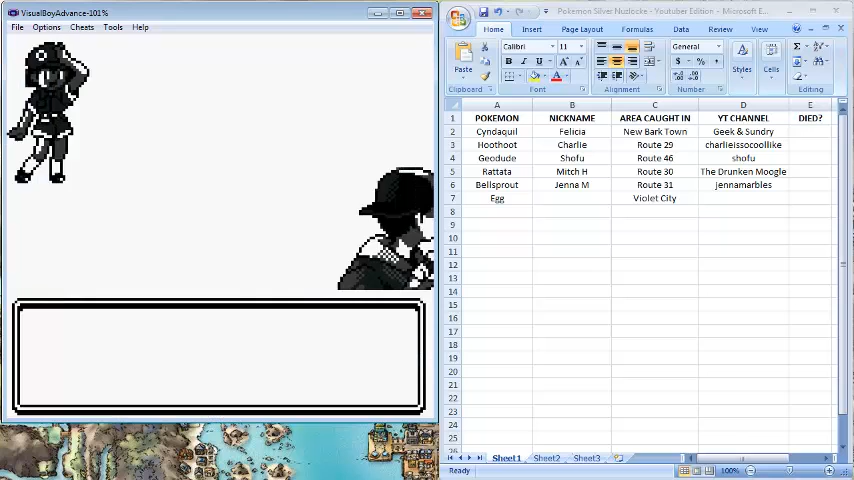 VisualBoyAdvance-101%
File Options Cheats Tools Help
Pokemon Silver Nuzlocke - Youtuber Edition - Microsoft E...
Home Insert Page Layout Formulas Data Review View
Paste
Calibri 11
B I U
General
$ % ,
Styles
Cells
Clipboard Font Alignment Number Editing
A B C D E
1 POKEMON NICKNAME AREA CAUGHT IN YT CHANNEL DIED?
2 Cyndaquil Felicia New Bark Town Geek & Sundry
3 Hoothoot Charlie Route 29 charlieissocoollike
4 Geodude Shofu Route 46 shofu
5 Rattata Mitch H Route 30 The Drunken Moogle
6 Bellsprout Jenna M Route 31 jennamarbles
7 Egg Violet City
8
9
10
11
12
13
14
15
16
17
18
19
20
21
22
23
24
25
26
Sheet1 Sheet2 Sheet3
Ready 100%